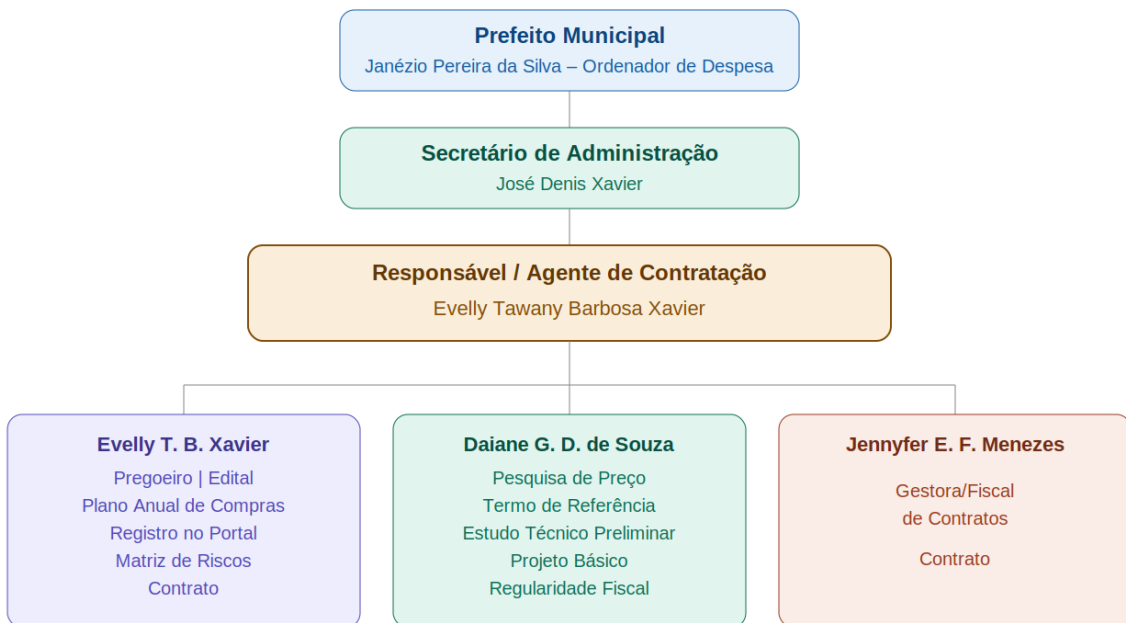 Prefeito Municipal
Janézio Pereira da Silva – Ordenador de Despesa
Secretário de Administração
José Denis Xavier
Responsável / Agente de Contratação
Evelly Tawany Barbosa Xavier
Evelly T. B. Xavier
Pregoeiro | Edital
Plano Anual de Compras
Registro no Portal
Matriz de Riscos
Contrato
Daiane G. D. de Souza
Pesquisa de Preço
Termo de Referência
Estudo Técnico Preliminar
Projeto Básico
Regularidade Fiscal
Jennyfer E. F. Menezes
Gestora/Fiscal
de Contratos
Contrato